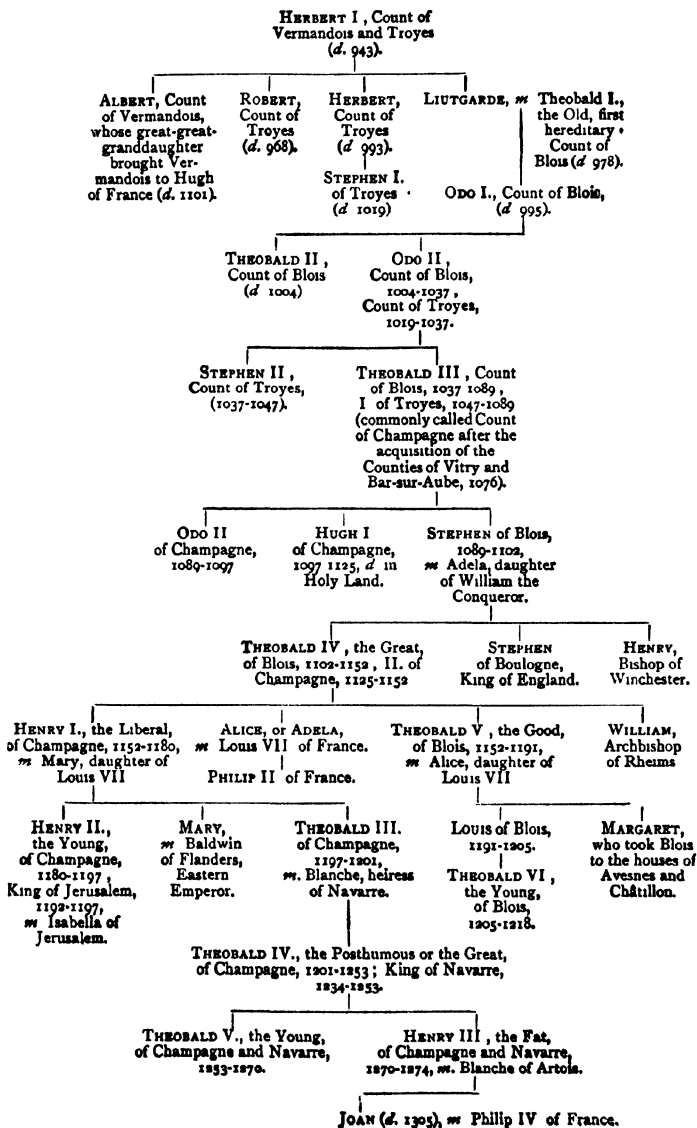 HERBERT I , Count of
Vermandois and Troyes
(d. 943).
ALBERT, Count
of Vermandois,
whose great-great-
granddaughter
brought Ver-
mandois to Hugh
of France (d. 1101).
ROBERT,
Count of
Troyes
(d. 968).
HERBERT,
Count of
Troyes
(d 993).
LIUTGARDE, m
Theobald I.,
the Old, first
hereditary
Count of
Blois (d 978).
STEPHEN I.
of Troyes
(d 1019)
ODO I., Count of Blois,
(d 995).
THEOBALD II ,
Count of Blois
(d 1004)
ODO II ,
Count of Blois,
1004-1037 ,
Count of Troyes,
1019-1037.
STEPHEN II ,
Count of Troyes,
(1037-1047).
THEOBALD III , Count
of Blois, 1037 1089 ,
I of Troyes, 1047-1089
(commonly called Count
of Champagne after the
acquisition of the
Counties of Vitry and
Bar-sur-Aube, 1076).
ODO II
of Champagne,
1089-1097
HUGH I
of Champagne,
1097 1125, d in
Holy Land.
STEPHEN of Blois,
1089-1102,
m Adela, daughter
of William the
Conqueror.
THEOBALD IV , the Great,
of Blois, 1102-1152 , II. of
Champagne, 1125-1152
STEPHEN
of Boulogne,
King of England.
HENRY,
Bishop of
Winchester.
HENRY I., the Liberal,
of Champagne, 1152-1180,
m Mary, daughter of
Louis VII
ALICE, or ADELA,
m Louis VII of France.
PHILIP II of France.
THEOBALD V , the Good,
of Blois, 1152-1191,
m Alice, daughter of
Louis VII
WILLIAM,
Archbishop
of Rheims
HENRY II.,
the Young,
of Champagne,
1180-1197 ,
King of Jerusalem,
1192-1197,
m Isabella of
Jerusalem.
MARY,
m Baldwin
of Flanders,
Eastern
Emperor.
THEOBALD III.
of Champagne,
1197-1201,
m. Blanche, heiress
of Navarre.
LOUIS of Blois,
1191-1205.
THEOBALD VI ,
the Young,
of Blois,
1205-1218.
MARGARET,
who took Blois
to the houses of
Avesnes and
Châtillon.
THEOBALD IV., the Posthumous or the Great,
of Champagne, 1201-1253 ; King of Navarre,
1234-1253.
THEOBALD V., the Young,
of Champagne and Navarre,
1253-1270.
HENRY III , the Fat,
of Champagne and Navarre,
1270-1274, m. Blanche of Artois.
JOAN (d. 1305), m Philip IV of France.